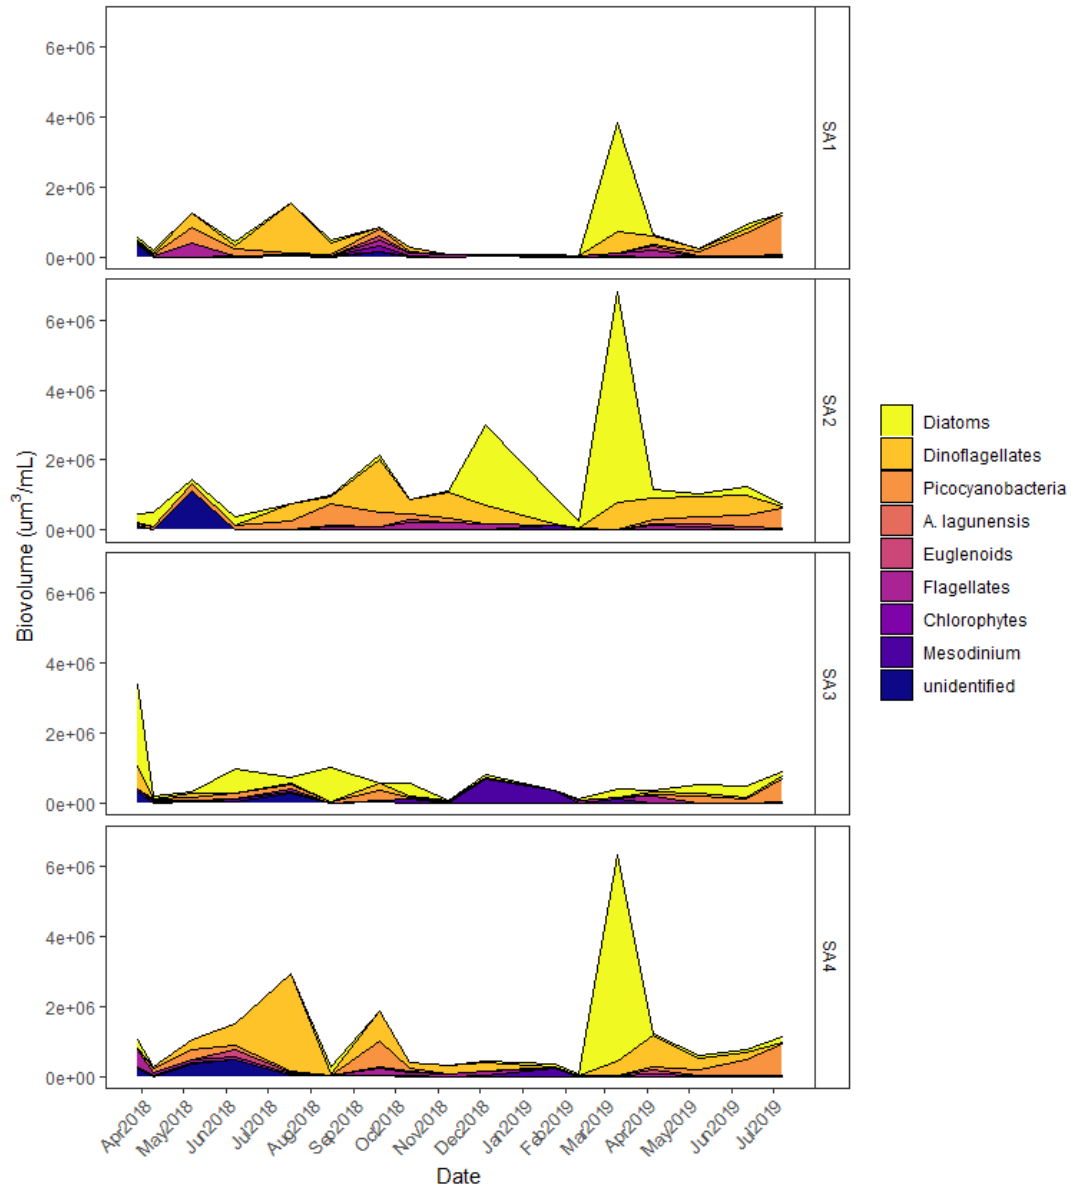 6e+06
4e+06
2e+06
0e+00
SA1
6e+06
4e+06
2e+06
0e+00
SA2
6e+06
4e+06
2e+06
0e+00
SA3
6e+06
4e+06
2e+06
0e+00
SA4
Biovolume (um³/mL)
Apr2018
May2018
Jun2018
Jul2018
Aug2018
Sep2018
Oct2018
Nov2018
Dec2018
Jan2019
Feb2019
Mar2019
Apr2019
May2019
Jun2019
Jul2019
Date
Diatoms
Dinoflagellates
Picocyanobacteria
A. lagunensis
Euglenoids
Flagellates
Chlorophytes
Mesodinium
unidentified